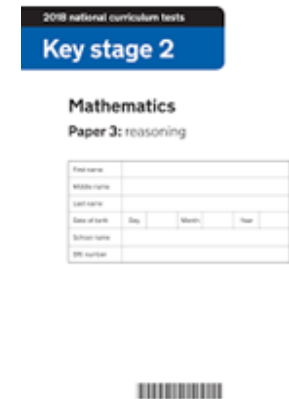 2018 national curriculum tests
Key stage 2
Mathematics
Paper 3: reasoning
First name
Middle name
Last name
Date of birth Day Month Year
School name
DfE number